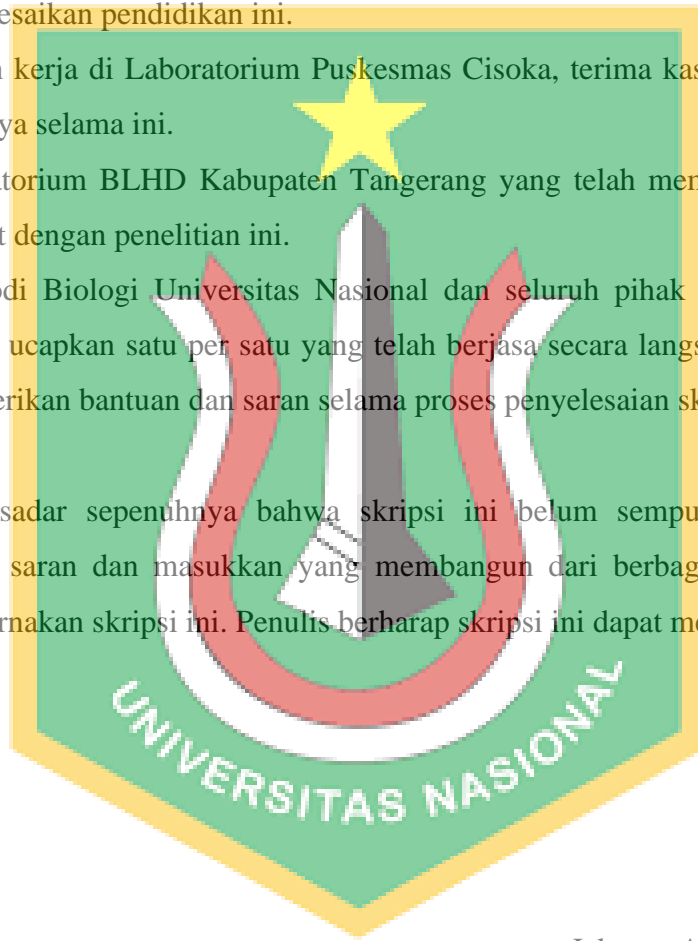 esaikan pendidikan ini.
kerja di Laboratorium Puskesmas Cisoka, terima kas
ya selama ini.
atorium BLHD Kabupaten Tangerang yang telah mem
t dengan penelitian ini.
di Biologi Universitas Nasional dan seluruh pihak
ucapkan satu per satu yang telah berjasa secara langs
erikan bantuan dan saran selama proses penyelesaian sk
sadar sepenuhnya bahwa skripsi ini belum sempu
saran dan masukkan yang membangun dari berbag
rnakan skripsi ini. Penulis berharap skripsi ini dapat me
UNIVERSITAS NASIONAL